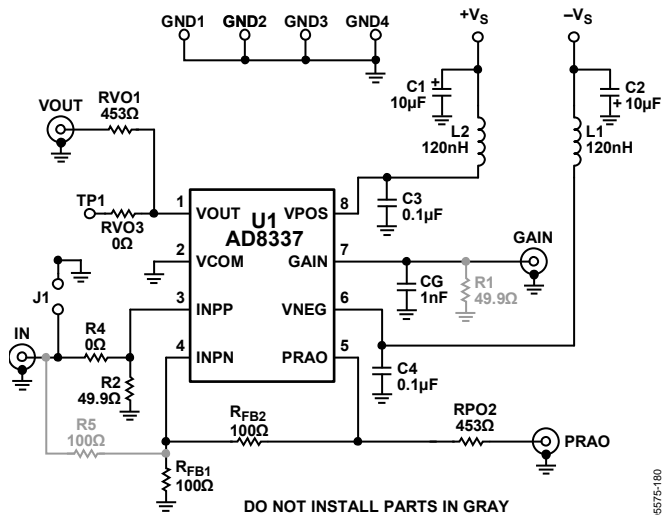 GND1 GND2 GND3 GND4
+VS
–VS
C1
10µF
C2
10µF
VOUT
RVO1
453Ω
L2
120nH
L1
120nH
TP1
RVO3
0Ω
1 VOUT
U1
AD8337
VPOS 8
C3
0.1µF
2 VCOM
GAIN 7
GAIN
J1
CG
1nF
R1
49.9Ω
3 INPP
VNEG 6
IN
R4
0Ω
R2
49.9Ω
4 INPN
PRAO 5
C4
0.1µF
R5
100Ω
RFB2
100Ω
RPO2
453Ω
PRAO
RFB1
100Ω
DO NOT INSTALL PARTS IN GRAY
05575-180